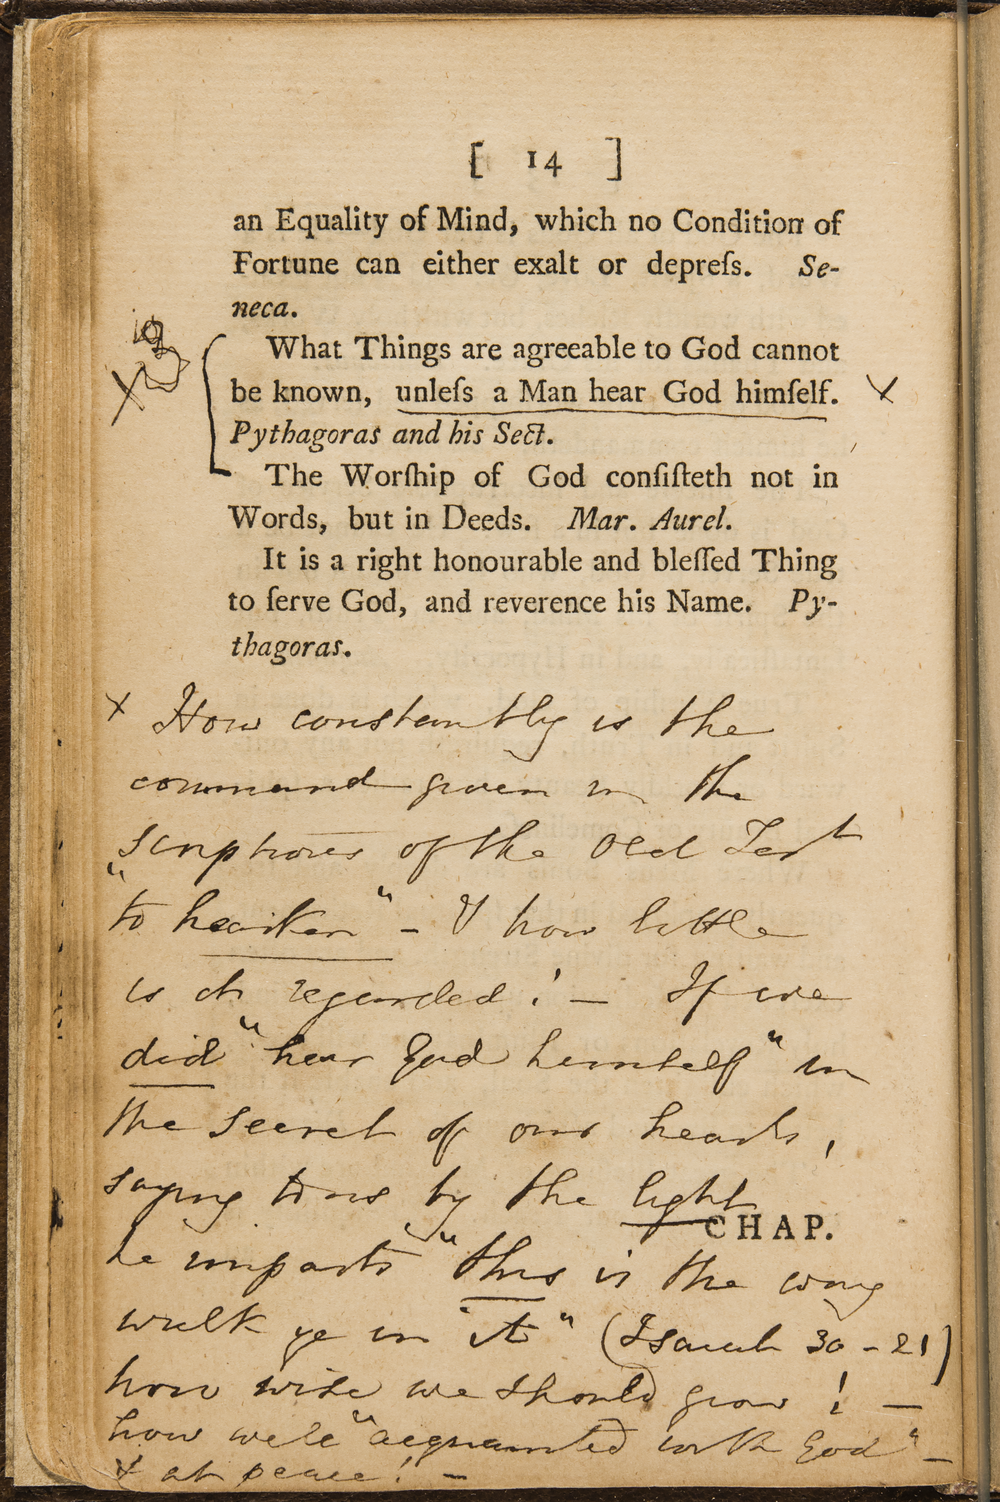 [ 14 ]
an Equality of Mind, which no Condition of
Fortune can either exalt or depreſs. Se-
neca.
What Things are agreeable to God cannot
be known, unleſs a Man hear God himſelf. X
Pythagoras and his Sect.
The Worſhip of God conſiſteth not in
Words, but in Deeds. Mar. Aurel.
It is a right honourable and bleſſed Thing
to ſerve God, and reverence his Name. Py-
thagoras.
x How constantly is the
command given in the
scriptures of the Old Test
"to hearken" - & how little
is it regarded! - If we
did "hear God himself" in
the secret of our hearts,
saying to us by the light
CHAP.
he imparts "this is the way
walk ye in it" (Isaiah 30 - 21)
how wise we should grow! -
how well "acquainted with God" -
& at peace! -